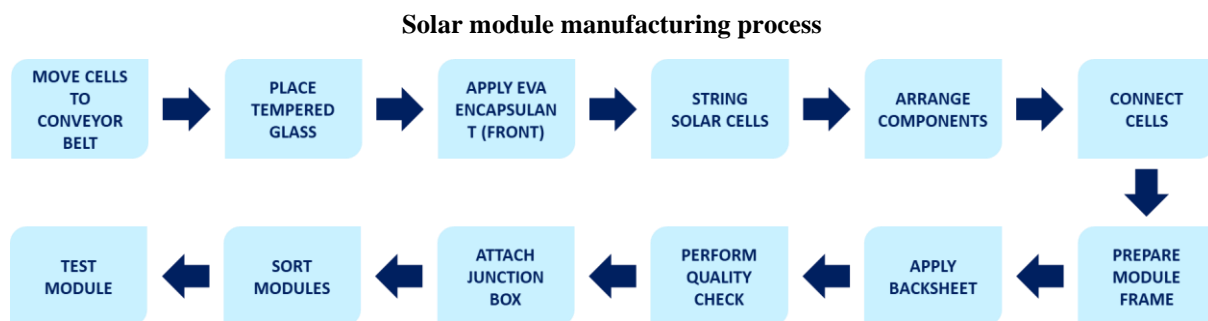 Solar module manufacturing process
MOVE CELLS
TO
CONVEYOR
BELT
PLACE
TEMPERED
GLASS
APPLY EVA
ENCAPSULAN
T (FRONT)
STRING
SOLAR CELLS
ARRANGE
COMPONENTS
CONNECT
CELLS
PREPARE
MODULE
FRAME
APPLY
BACKSHEET
PERFORM
QUALITY
CHECK
ATTACH
JUNCTION
BOX
SORT
MODULES
TEST
MODULE